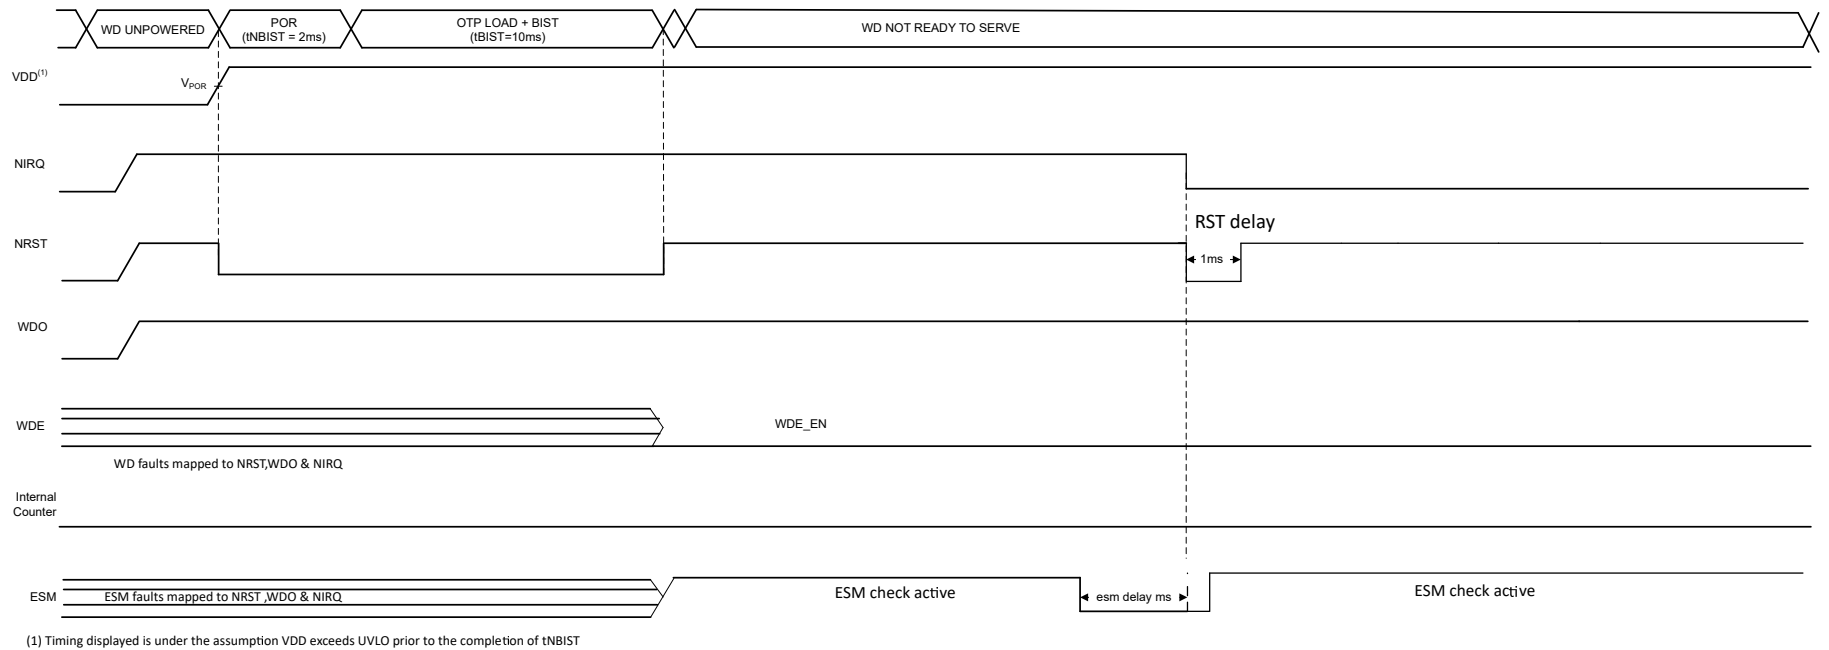 WD UNPOWERED
POR
(tNBIST = 2ms)
OTP LOAD + BIST
(tBIST=10ms)
WD NOT READY TO SERVE
VDD(1)
VPOR
NIRQ
RST delay
NRST
1ms
WDO
WDE
WDE_EN
WD faults mapped to NRST,WDO & NIRQ
Internal
Counter
ESM
ESM faults mapped to NRST ,WDO & NIRQ
ESM check active
esm delay ms
ESM check active
(1) Timing displayed is under the assumption VDD exceeds UVLO prior to the completion of tNBIST